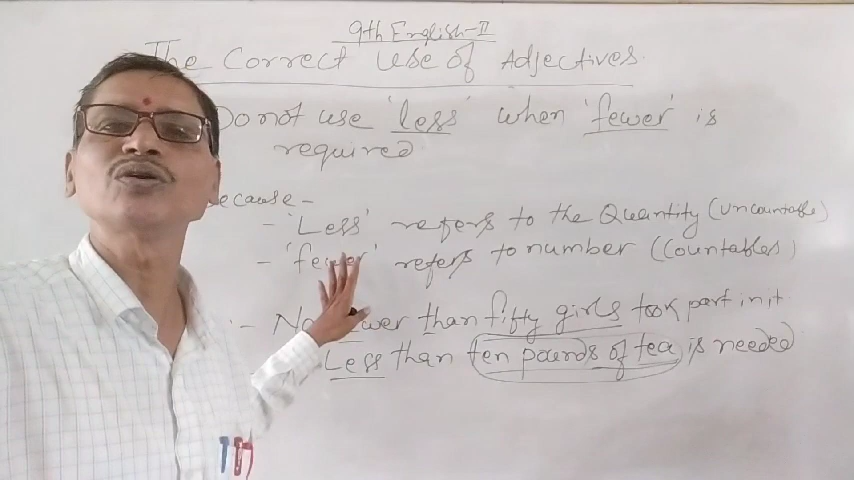 9th English-II
The Correct Use of Adjectives.
Do not use 'less' when 'fewer' is
required
ecause -
- 'Less' refers to the Quantity (uncountable)
- 'fewer' refers to number (Countables)
- No fewer than fifty girls took part in it
Less than ten pounds of tea is needed